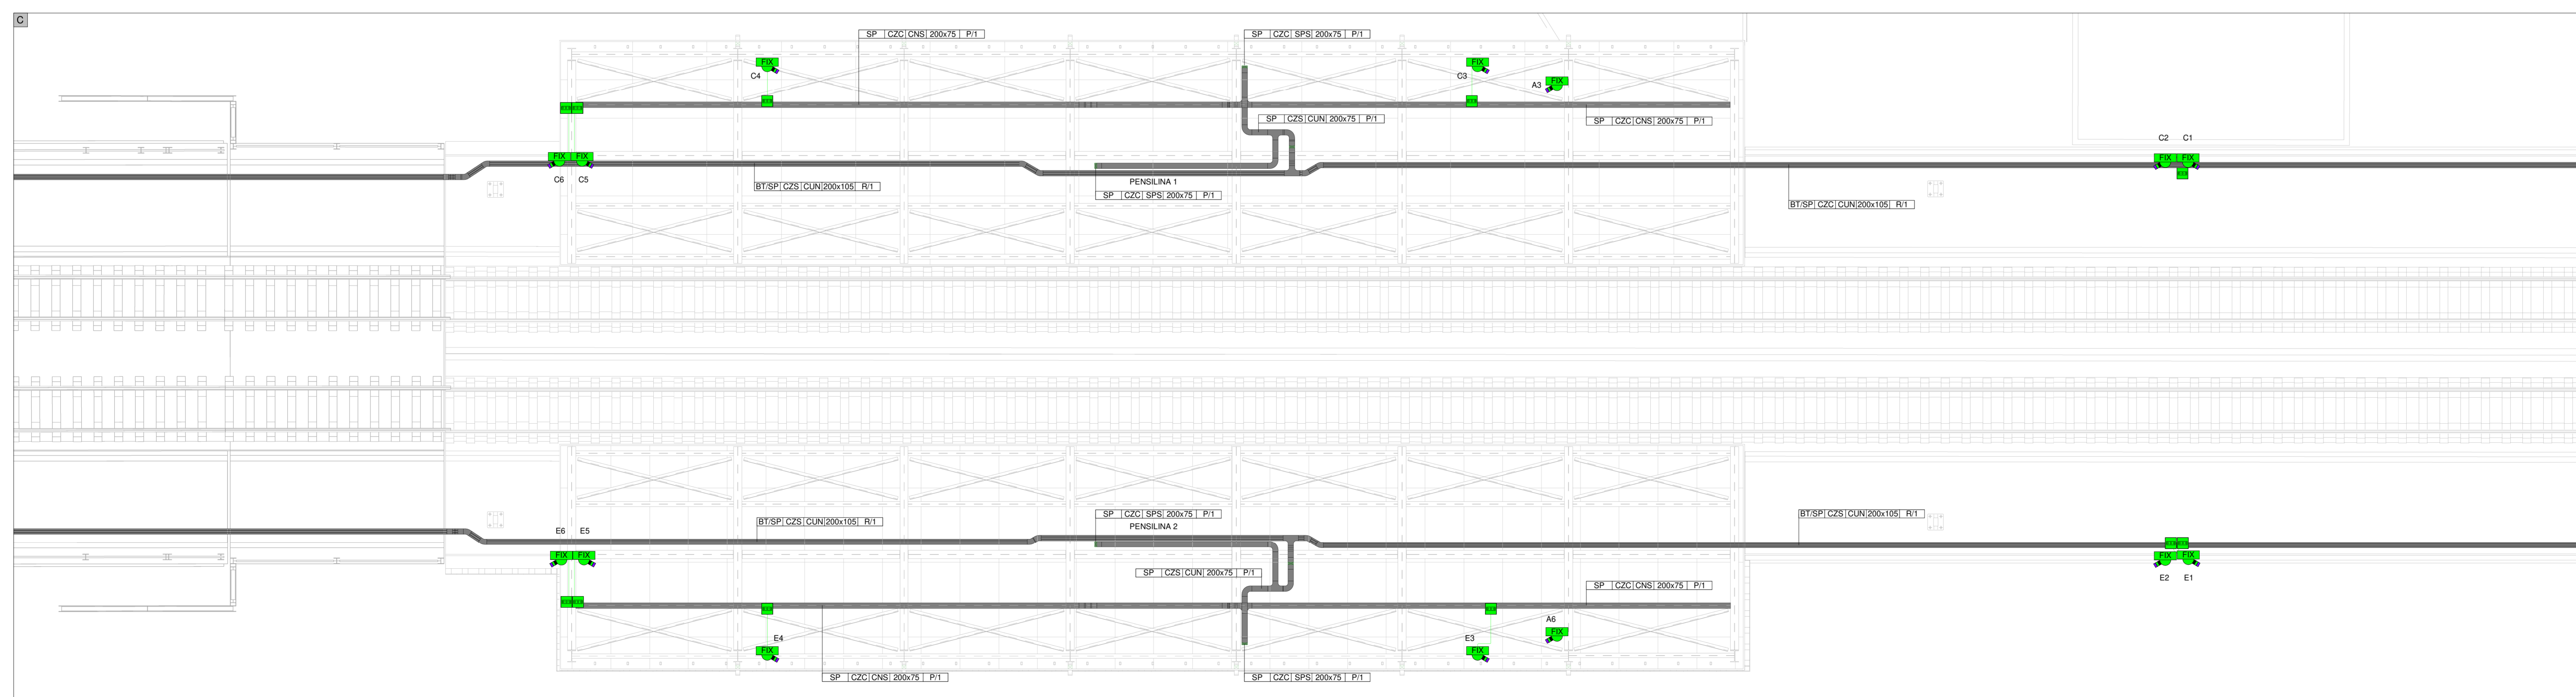 C
SP CZC CNS 200x75 P/1
SP CZC SPS 200x75 P/1
FIX
C4
FIX
C3
FIX
A3
SP CZS CUN 200x75 P/1
SP CZC CNS 200x75 P/1
C2 C1
FIX FIX
FIX FIX
C6 C5
PENSILINA 1
BT/SP CZS CUN 200x105 R/1
SP CZC SPS 200x75 P/1
BT/SP CZC CUN 200x105 R/1
SP CZC SPS 200x75 P/1
BT/SP CZS CUN 200x105 R/1
BT/SP CZS CUN 200x105 R/1
PENSILINA 2
E6 E5
FIX FIX
FIX FIX
E2 E1
SP CZS CUN 200x75 P/1
SP CZC CNS 200x75 P/1
A6
FIX
E4
FIX
E3
FIX
SP CZC CNS 200x75 P/1
SP CZC SPS 200x75 P/1